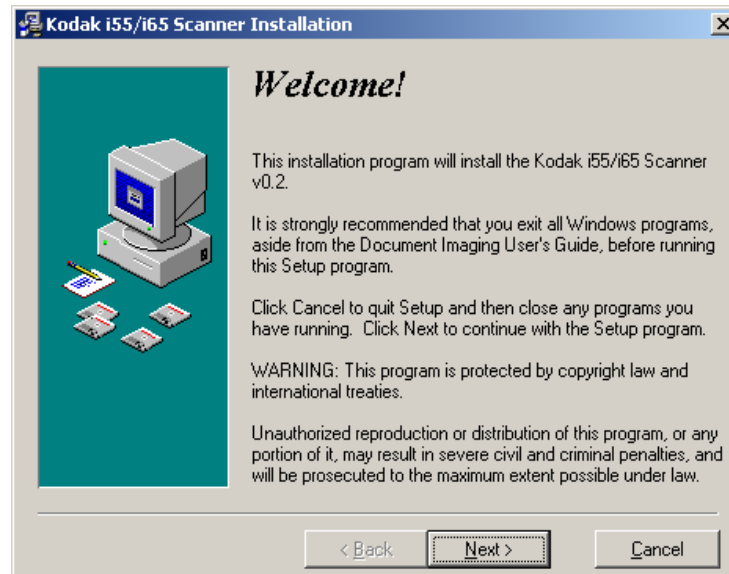 Kodak i55/i65 Scanner Installation
Welcome!
This installation program will install the Kodak i55/i65 Scanner
v0.2.
It is strongly recommended that you exit all Windows programs,
aside from the Document Imaging User's Guide, before running
this Setup program.
Click Cancel to quit Setup and then close any programs you
have running.  Click Next to continue with the Setup program.
WARNING: This program is protected by copyright law and
international treaties.
Unauthorized reproduction or distribution of this program, or any
portion of it, may result in severe civil and criminal penalties, and
will be prosecuted to the maximum extent possible under law.
< Back Next > Cancel